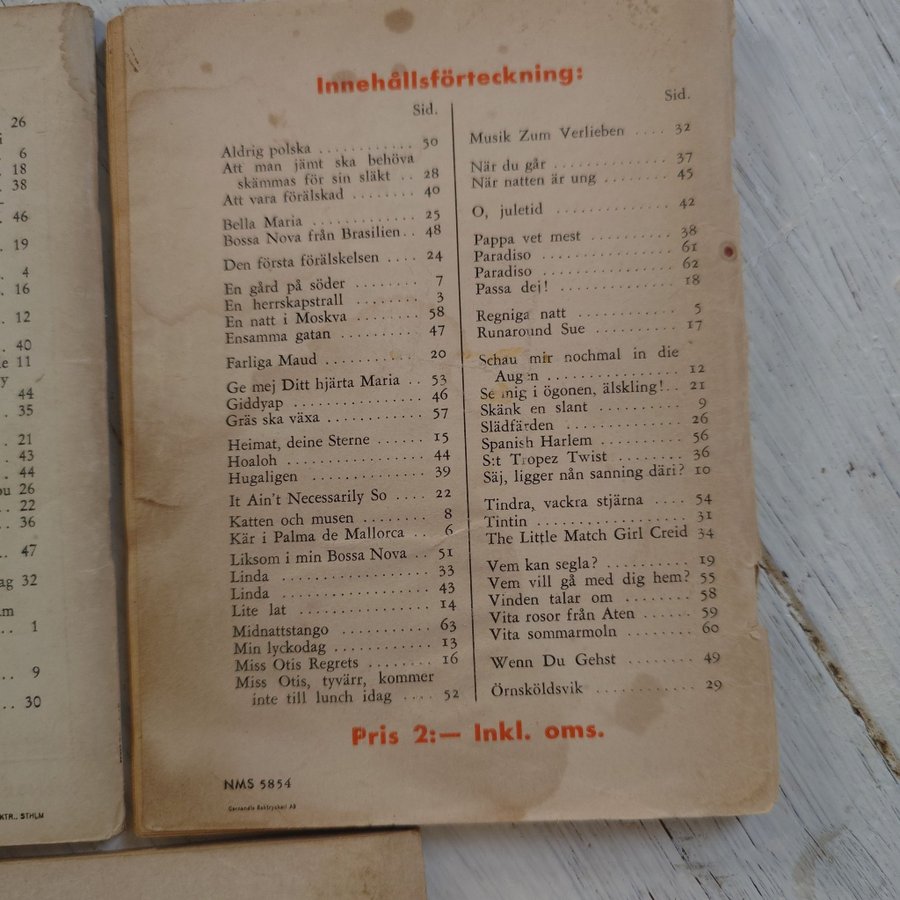 26
i
6
18
38
46
. 19
. 4
. 16
. 12
. 40
e 11
y
44
. 35
. 21
. 43
. 44
ou 26
. 22
. 36
. 47
ag 32
am
. . . 1
. . 9
. . 30
KTR., STHLM
Innehållsförteckning:
Sid.
Aldrig polska ............ 50
Att man jämt ska behöva
skämmas för sin släkt .. 28
Att vara förälskad ........ 40
Bella Maria ............ 25
Bossa Nova från Brasilien.. 48
Den första förälskelsen .... 24
En gård på söder ........ 7
En herrskapstrall ........ 3
En natt i Moskva ........ 58
Ensamma gatan .......... 47
Farliga Maud ........... 20
Ge mej Ditt hjärta Maria .. 53
Giddyap ................ 46
Gräs ska växa ........... 57
Heimat, deine Sterne ...... 15
Hoaloh ................ 44
Hugaligen .............. 39
It Ain't Necessarily So .... 22
Katten och musen ........ 8
Kär i Palma de Mallorca .. 6
Liksom i min Bossa Nova .. 51
Linda ................. 33
Linda ................. 43
Lite lat ................ 14
Midnattstango .......... 63
Min lyckodag ........... 13
Miss Otis Regrets ........ 16
Miss Otis, tyvärr, kommer
inte till lunch idag .... 52
Sid.
Musik Zum Verlieben .... 32
När du går ............. 37
När natten är ung ........ 45
O, juletid .............. 42
Pappa vet mest .......... 38
Paradiso ............... 61
Paradiso ............... 62
Passa dej! .............. 18
Regniga natt ............ 5
Runaround Sue .......... 17
Schau mir nochmal in die
Augen ............... 12
Se mig i ögonen, älskling!.. 21
Skänk en slant .......... 9
Slädfärden ............. 26
Spanish Harlem .......... 56
S:t Tropez Twist ......... 36
Säj, ligger nån sanning däri? 10
Tindra, vackra stjärna .... 54
Tintin ................. 31
The Little Match Girl Creid 34
Vem kan segla? .......... 19
Vem vill gå med dig hem? 55
Vinden talar om ......... 58
Vita rosor från Aten ...... 59
Vita sommarmoln ........ 60
Wenn Du Gehst ........ 49
Örnsköldsvik ........... 29
Pris 2:— Inkl. oms.
NMS 5854